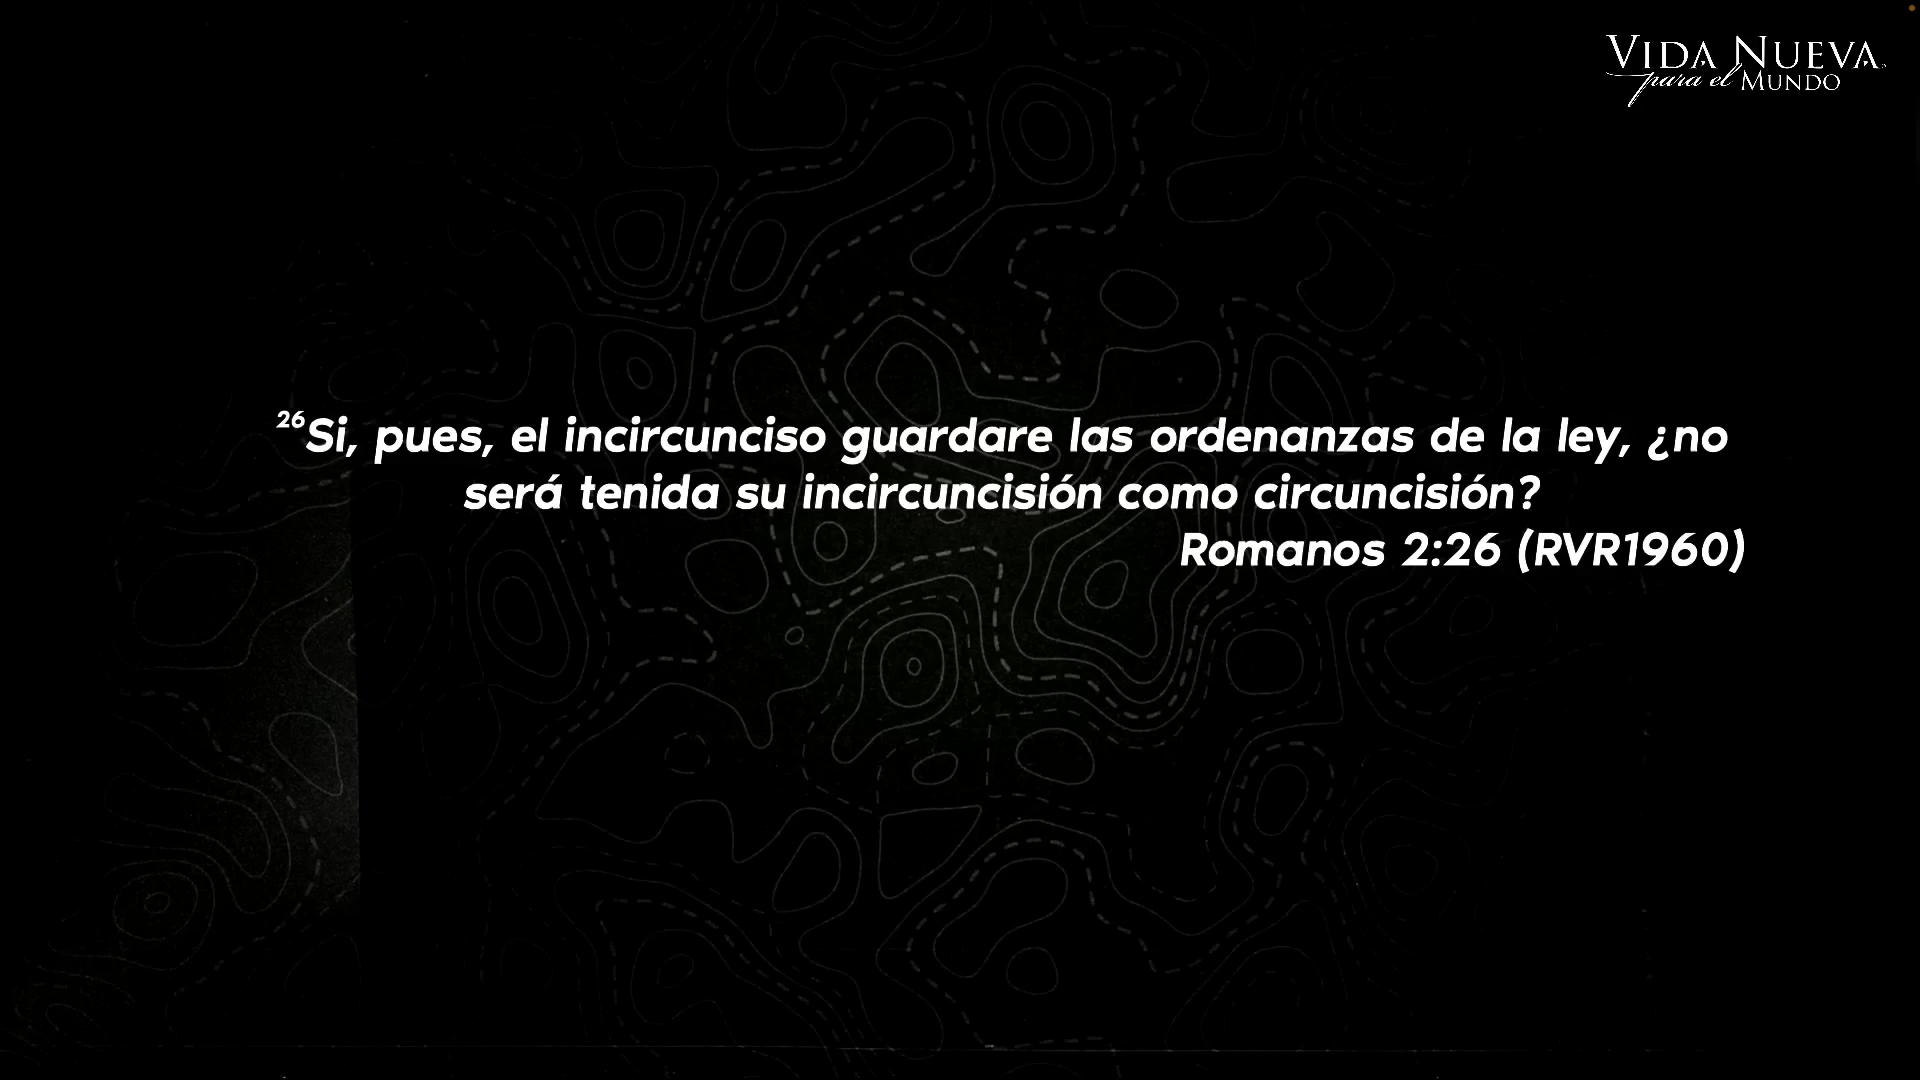 VIDA NUEVA
para el MUNDO
²⁶Si, pues, el incircunciso guardare las ordenanzas de la ley, ¿no
será tenida su incircuncisión como circuncisión?
Romanos 2:26 (RVR1960)